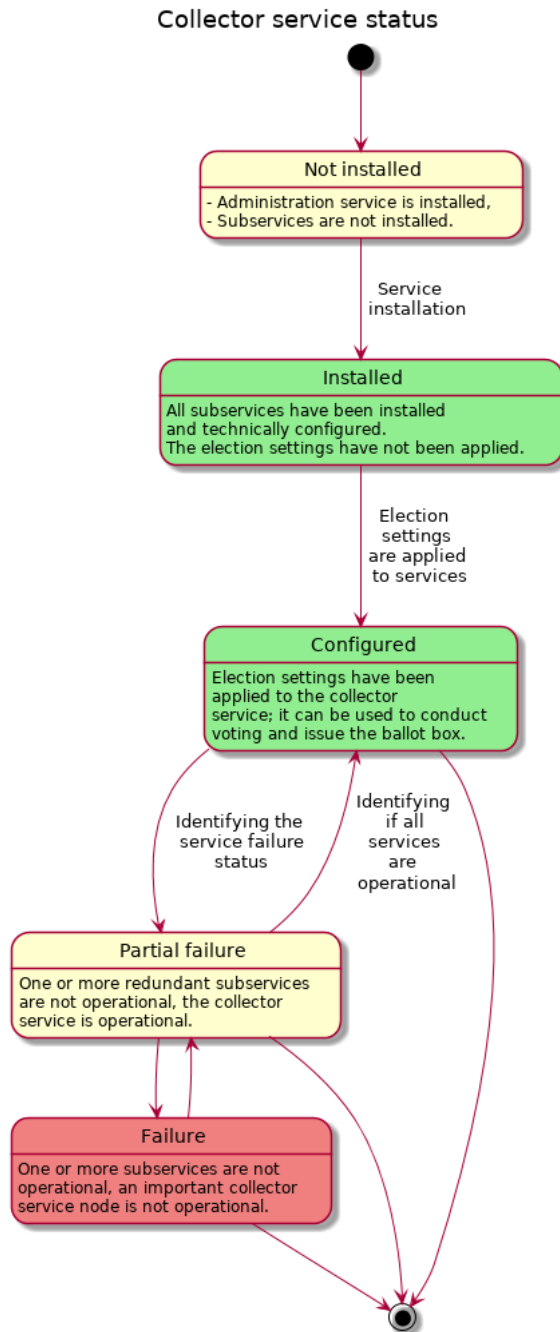 Collector service status
Not installed
- Administration service is installed,
- Subservices are not installed.
Service
installation
Installed
All subservices have been installed
and technically configured.
The election settings have not been applied.
Election
settings
are applied
to services
Configured
Election settings have been
applied to the collector
service; it can be used to conduct
voting and issue the ballot box.
Identifying the
service failure
status
Identifying
if all
services
are
operational
Partial failure
One or more redundant subservices
are not operational, the collector
service is operational.
Failure
One or more subservices are not
operational, an important collector
service node is not operational.